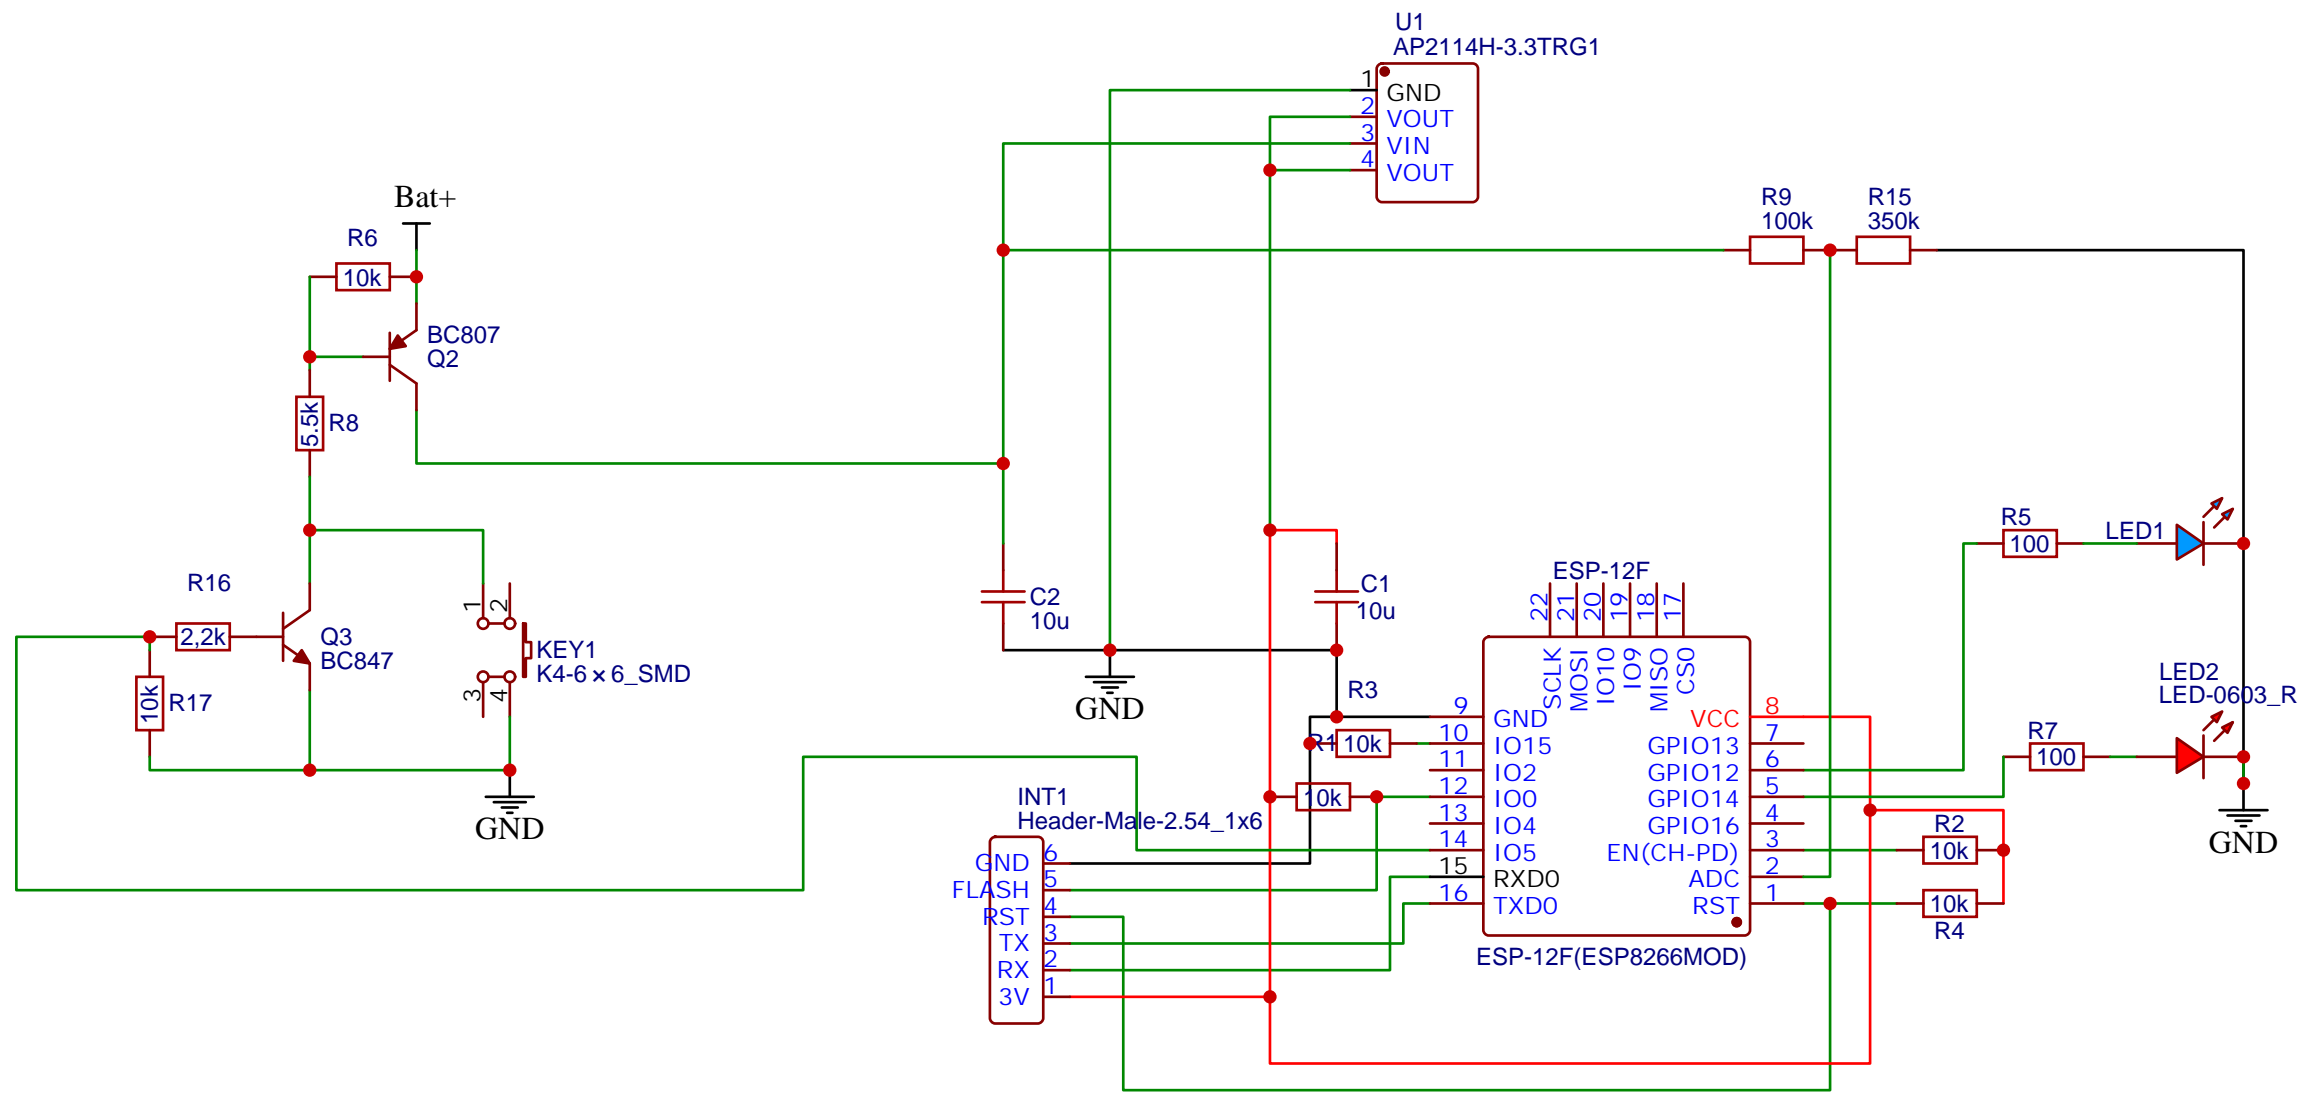 U1
AP2114H-3.3TRG1
1
GND
2
VOUT
3
VIN
4
VOUT
Bat+
R6
10k
BC807
Q2
5.5k
R8
R9
100k
R15
350k
R16
2,2k
Q3
BC847
10k
R17
1
2
3
4
KEY1
K4-6×6_SMD
GND
C2
10u
GND
C1
10u
R3
R1
10k
10k
ESP-12F
22
21
20
19
18
17
SCLK
MOSI
IO10
IO9
MISO
CS0
9
GND
10
IO15
11
IO2
12
IO0
13
IO4
14
IO5
15
RXD0
16
TXD0
VCC
8
GPIO13
7
GPIO12
6
GPIO14
5
GPIO16
4
EN(CH-PD)
3
ADC
2
RST
1
ESP-12F(ESP8266MOD)
R5
100
LED1
LED2
LED-0603_R
R7
100
GND
R2
10k
10k
R4
INT1
Header-Male-2.54_1x6
GND
6
FLASH
5
RST
4
TX
3
RX
2
3V
1